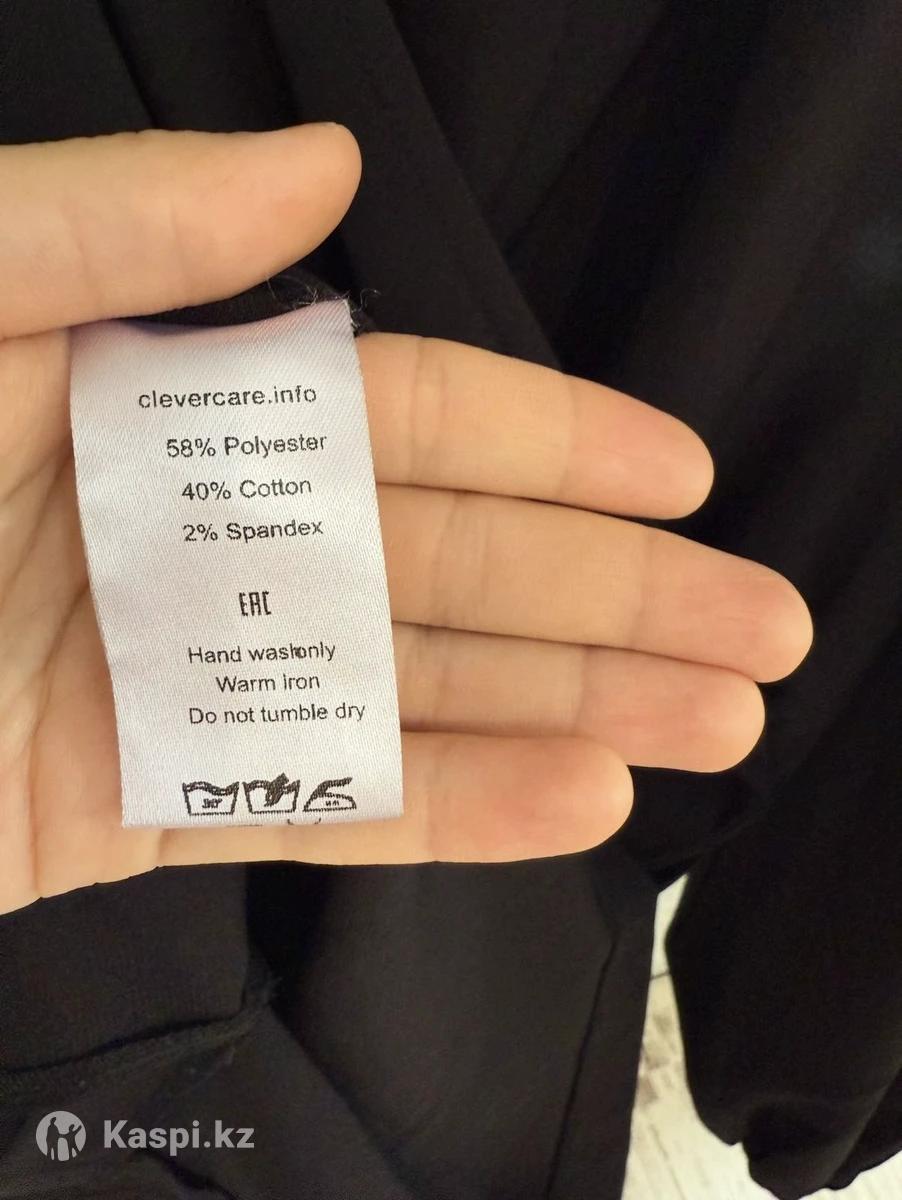 clevercare.info
58% Polyester
40% Cotton
2% Spandex
EAC
Hand wash only
Warm Iron
Do not tumble dry
30°
Kaspi.kz